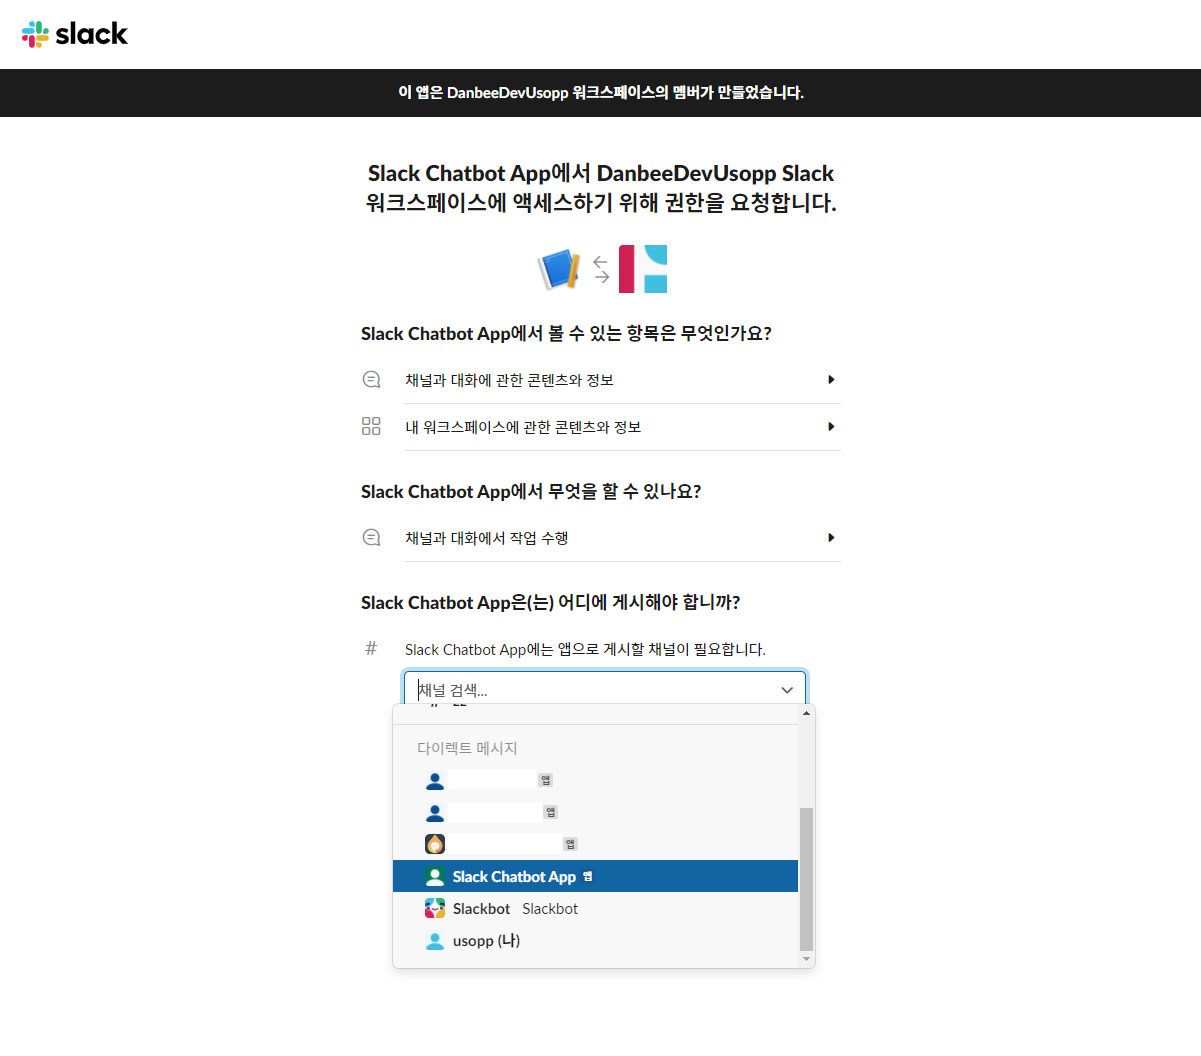 slack
이 앱은 DanbeeDevUsopp 워크스페이스의 멤버가 만들었습니다.
Slack Chatbot App에서 DanbeeDevUsopp Slack
워크스페이스에 액세스하기 위해 권한을 요청합니다.
Slack Chatbot App에서 볼 수 있는 항목은 무엇인가요?
채널과 대화에 관한 콘텐츠와 정보
내 워크스페이스에 관한 콘텐츠와 정보
Slack Chatbot App에서 무엇을 할 수 있나요?
채널과 대화에서 작업 수행
Slack Chatbot App은(는) 어디에 게시해야 합니까?
# Slack Chatbot App에는 앱으로 게시할 채널이 필요합니다.
채널 검색...
다이렉트 메시지
앱
앱
앱
Slack Chatbot App 앱
Slackbot Slackbot
usopp (나)